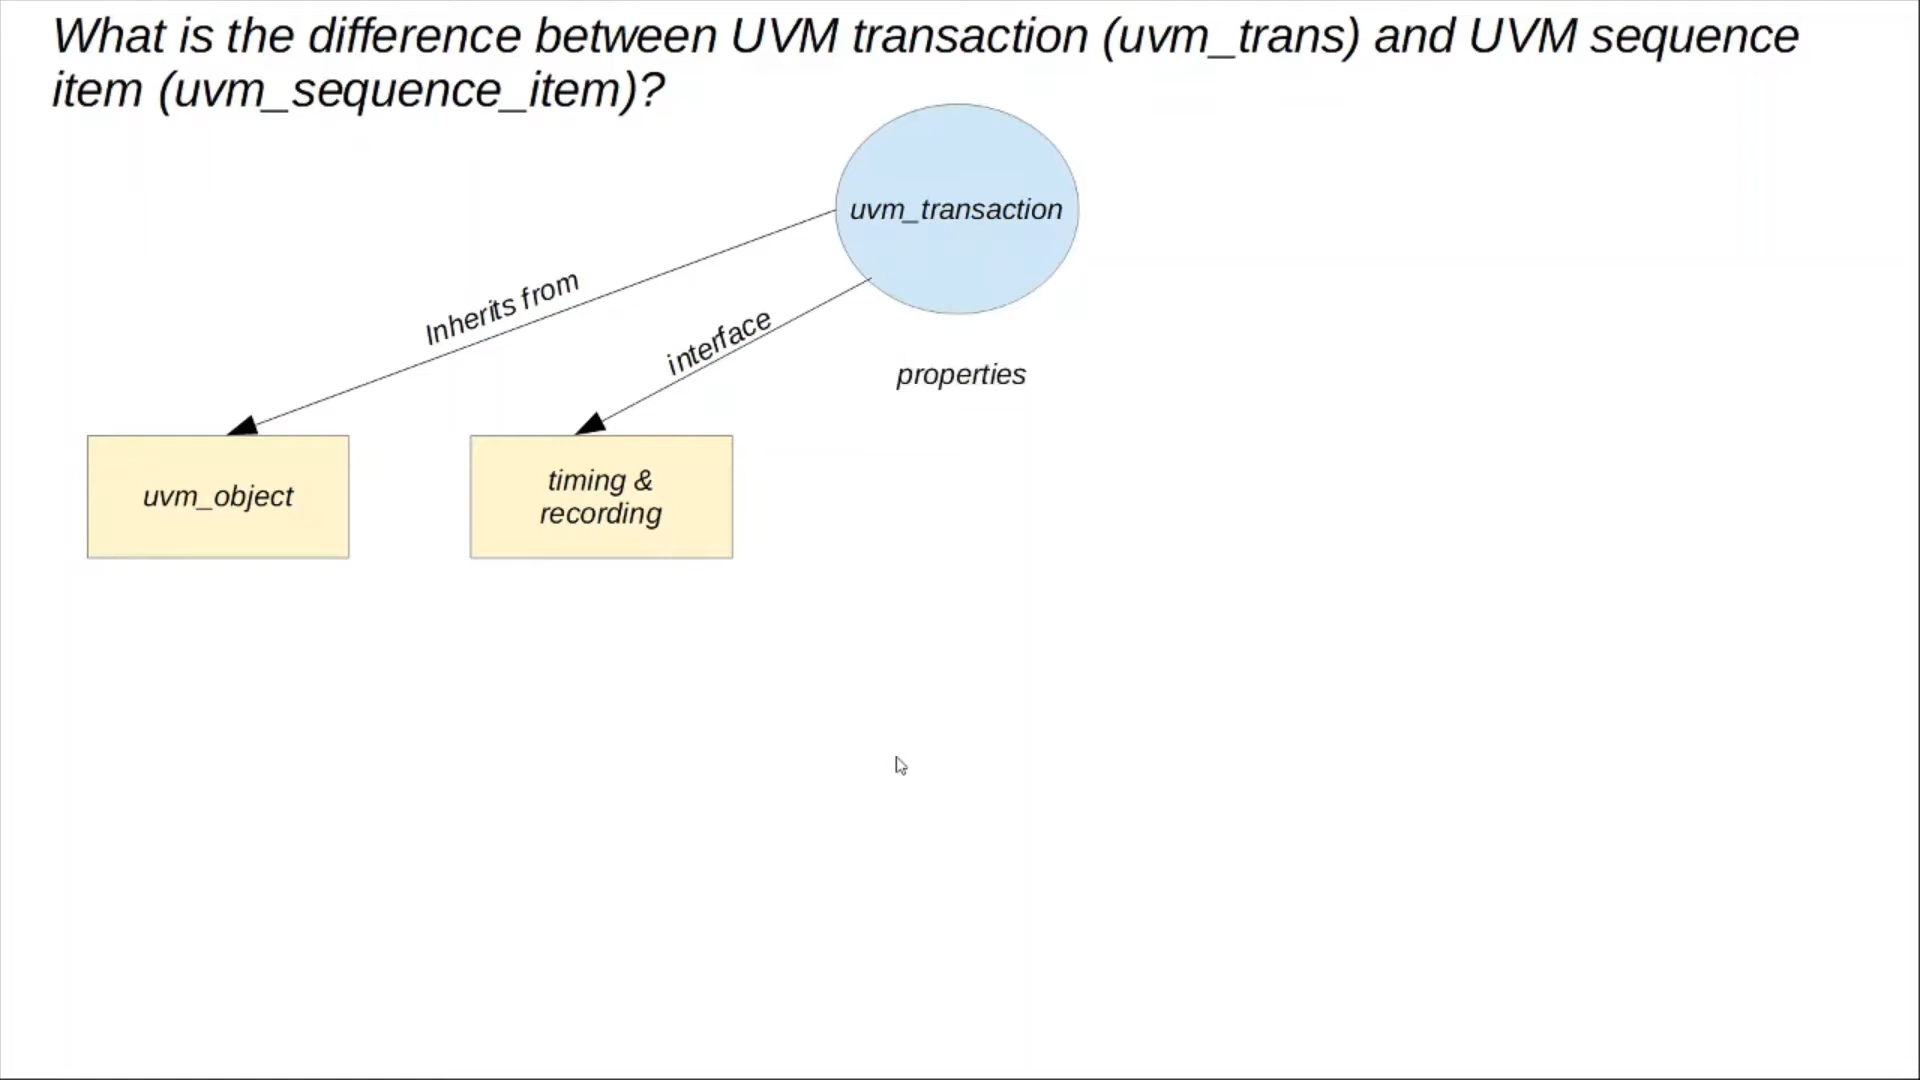 What is the difference between UVM transaction (uvm_trans) and UVM sequence
item (uvm_sequence_item)?
uvm_transaction
Inherits from
interface
properties
uvm_object
timing &
recording